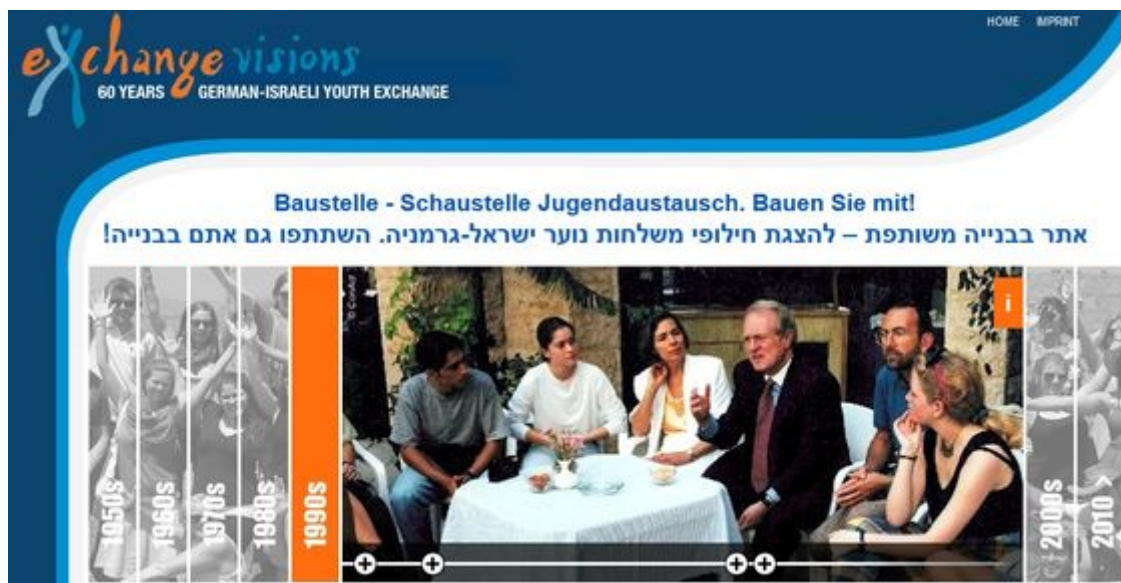 HOME IMPRINT
eXchange visions
60 YEARS GERMAN-ISRAELI YOUTH EXCHANGE
Baustelle - Schaustelle Jugendaustausch. Bauen Sie mit!
אתר בבנייה משותפת – להצגת חילופי משלחות נוער ישראל-גרמניה. השתתפו גם אתם בבנייה!
1950s
1960s
1970s
1980s
1990s
© ConAct
i
2000s
2010 >